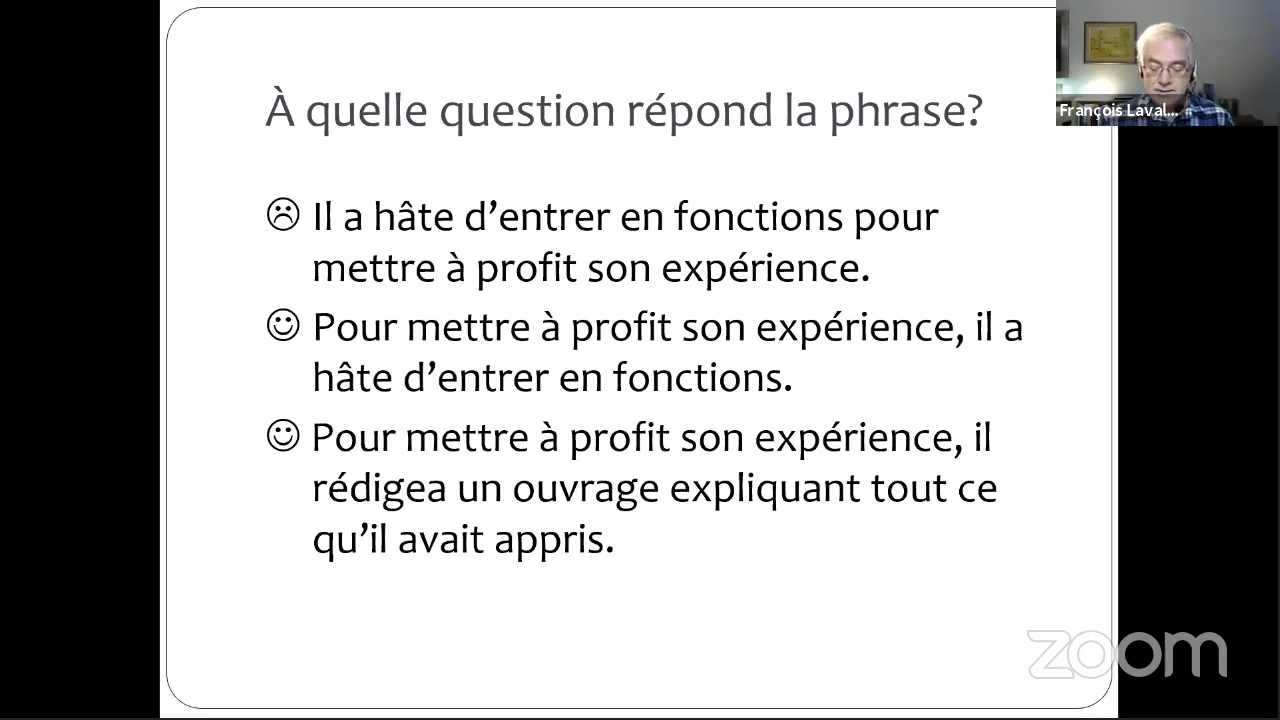 À quelle question répond la phrase?
François Laval...
☹ Il a hâte d’entrer en fonctions pour
mettre à profit son expérience.
☺ Pour mettre à profit son expérience, il a
hâte d’entrer en fonctions.
☺ Pour mettre à profit son expérience, il
rédigea un ouvrage expliquant tout ce
qu’il avait appris.
zoom